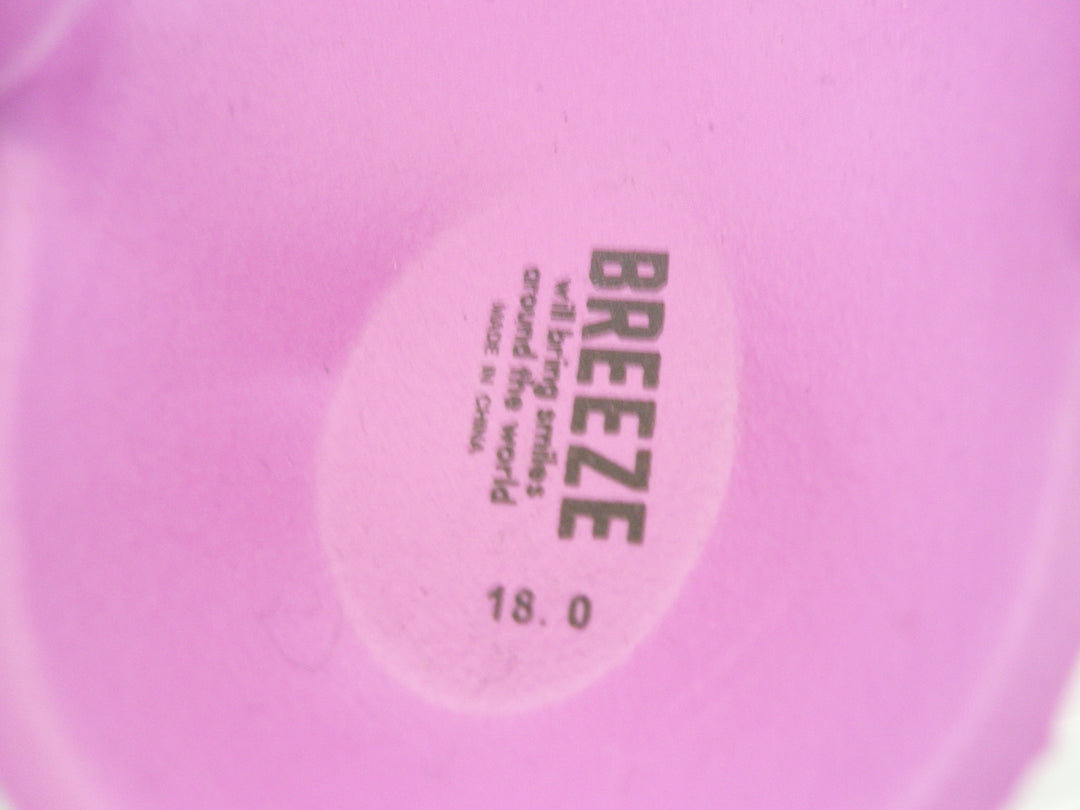 BREEZE
will bring smiles
around the world
MADE IN CHINA
18.0